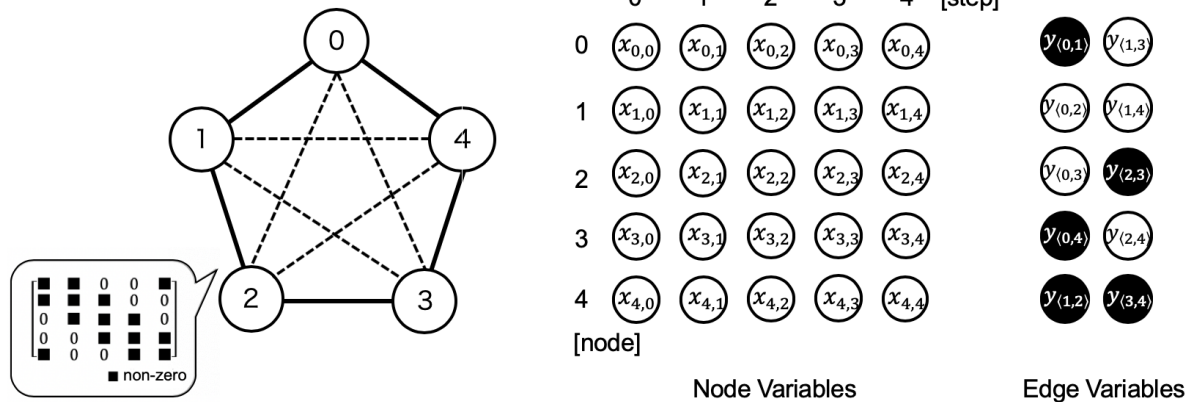 0
1
4
2
3
■ ■ 0 0 ■
■ ■ ■ 0 0
0 ■ ■ ■ 0
0 0 ■ ■ ■
■ 0 0 ■ ■
■ non-zero
0 1 2 3 4 [step]
0 x0,0 x0,1 x0,2 x0,3 x0,4
1 x1,0 x1,1 x1,2 x1,3 x1,4
2 x2,0 x2,1 x2,2 x2,3 x2,4
3 x3,0 x3,1 x3,2 x3,3 x3,4
4 x4,0 x4,1 x4,2 x4,3 x4,4
[node]
Node Variables
y⟨0,1⟩ y⟨1,3⟩
y⟨0,2⟩ y⟨1,4⟩
y⟨0,3⟩ y⟨2,3⟩
y⟨0,4⟩ y⟨2,4⟩
y⟨1,2⟩ y⟨3,4⟩
Edge Variables